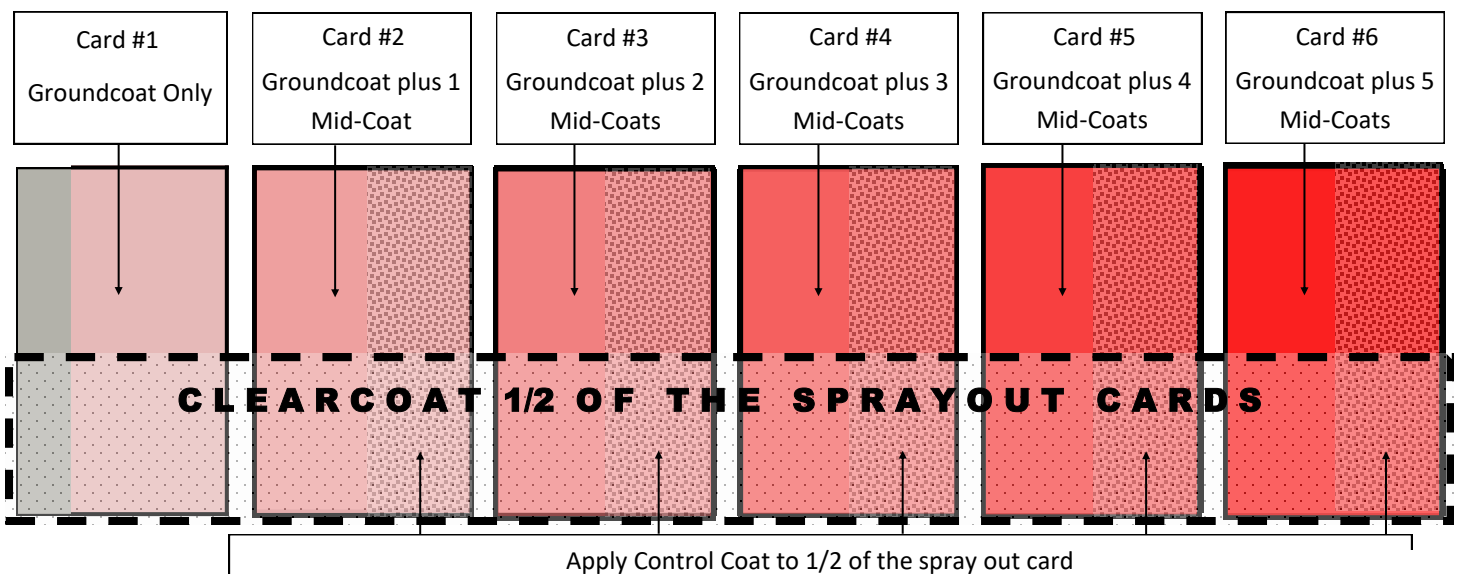 Card #1
Groundcoat Only
Card #2
Groundcoat plus 1
Mid-Coat
Card #3
Groundcoat plus 2
Mid-Coats
Card #4
Groundcoat plus 3
Mid-Coats
Card #5
Groundcoat plus 4
Mid-Coats
Card #6
Groundcoat plus 5
Mid-Coats
CLEARCOAT 1/2 OF THE SPRAYOUT CARDS
Apply Control Coat to 1/2 of the spray out card